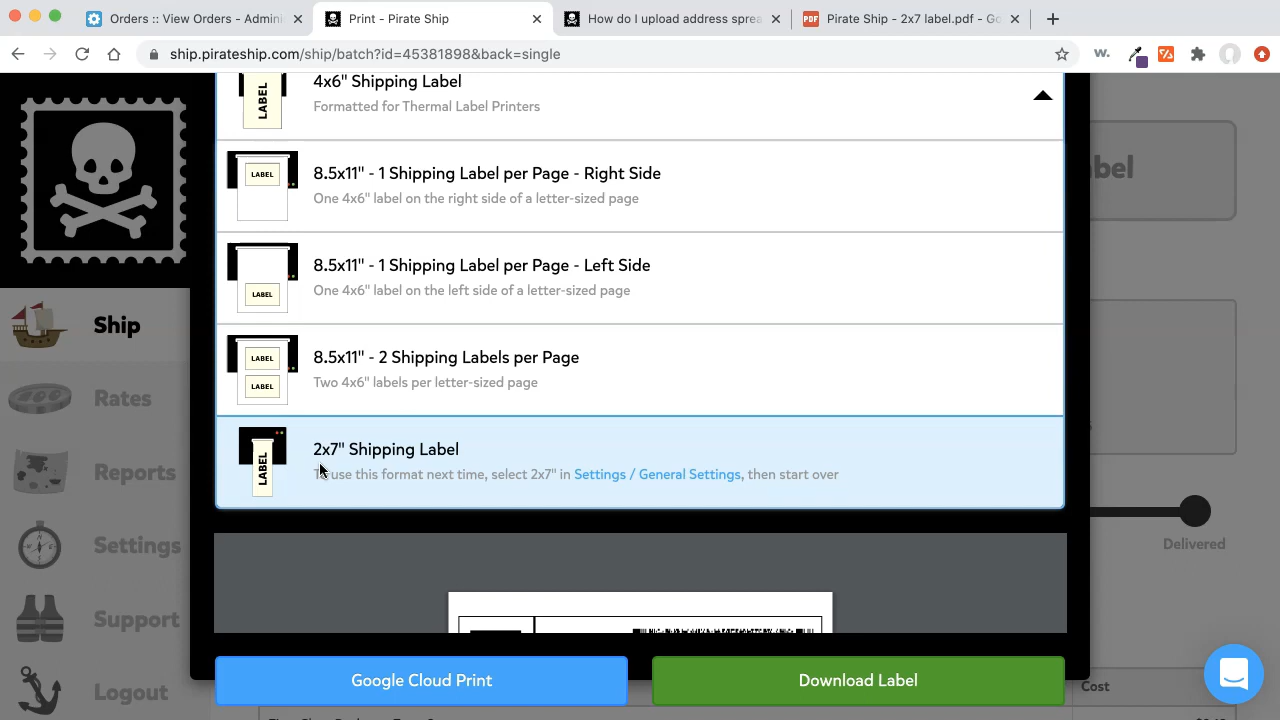 Orders :: View Orders - Admini
Print - Pirate Ship
How do I upload address sprea
PDF
Pirate Ship - 2x7 label.pdf - Go
ship.pirateship.com/ship/batch?id=45381898&back=single
W.
4x6" Shipping Label
Formatted for Thermal Label Printers
LABEL
8.5x11" - 1 Shipping Label per Page - Right Side
One 4x6" label on the right side of a letter-sized page
LABEL
8.5x11" - 1 Shipping Label per Page - Left Side
One 4x6" label on the left side of a letter-sized page
LABEL
8.5x11" - 2 Shipping Labels per Page
Two 4x6" labels per letter-sized page
LABEL
LABEL
2x7" Shipping Label
To use this format next time, select 2x7" in Settings / General Settings, then start over
LABEL
Ship
Rates
Reports
Settings
Support
Logout
abel
Delivered
Cost
Google Cloud Print
Download Label